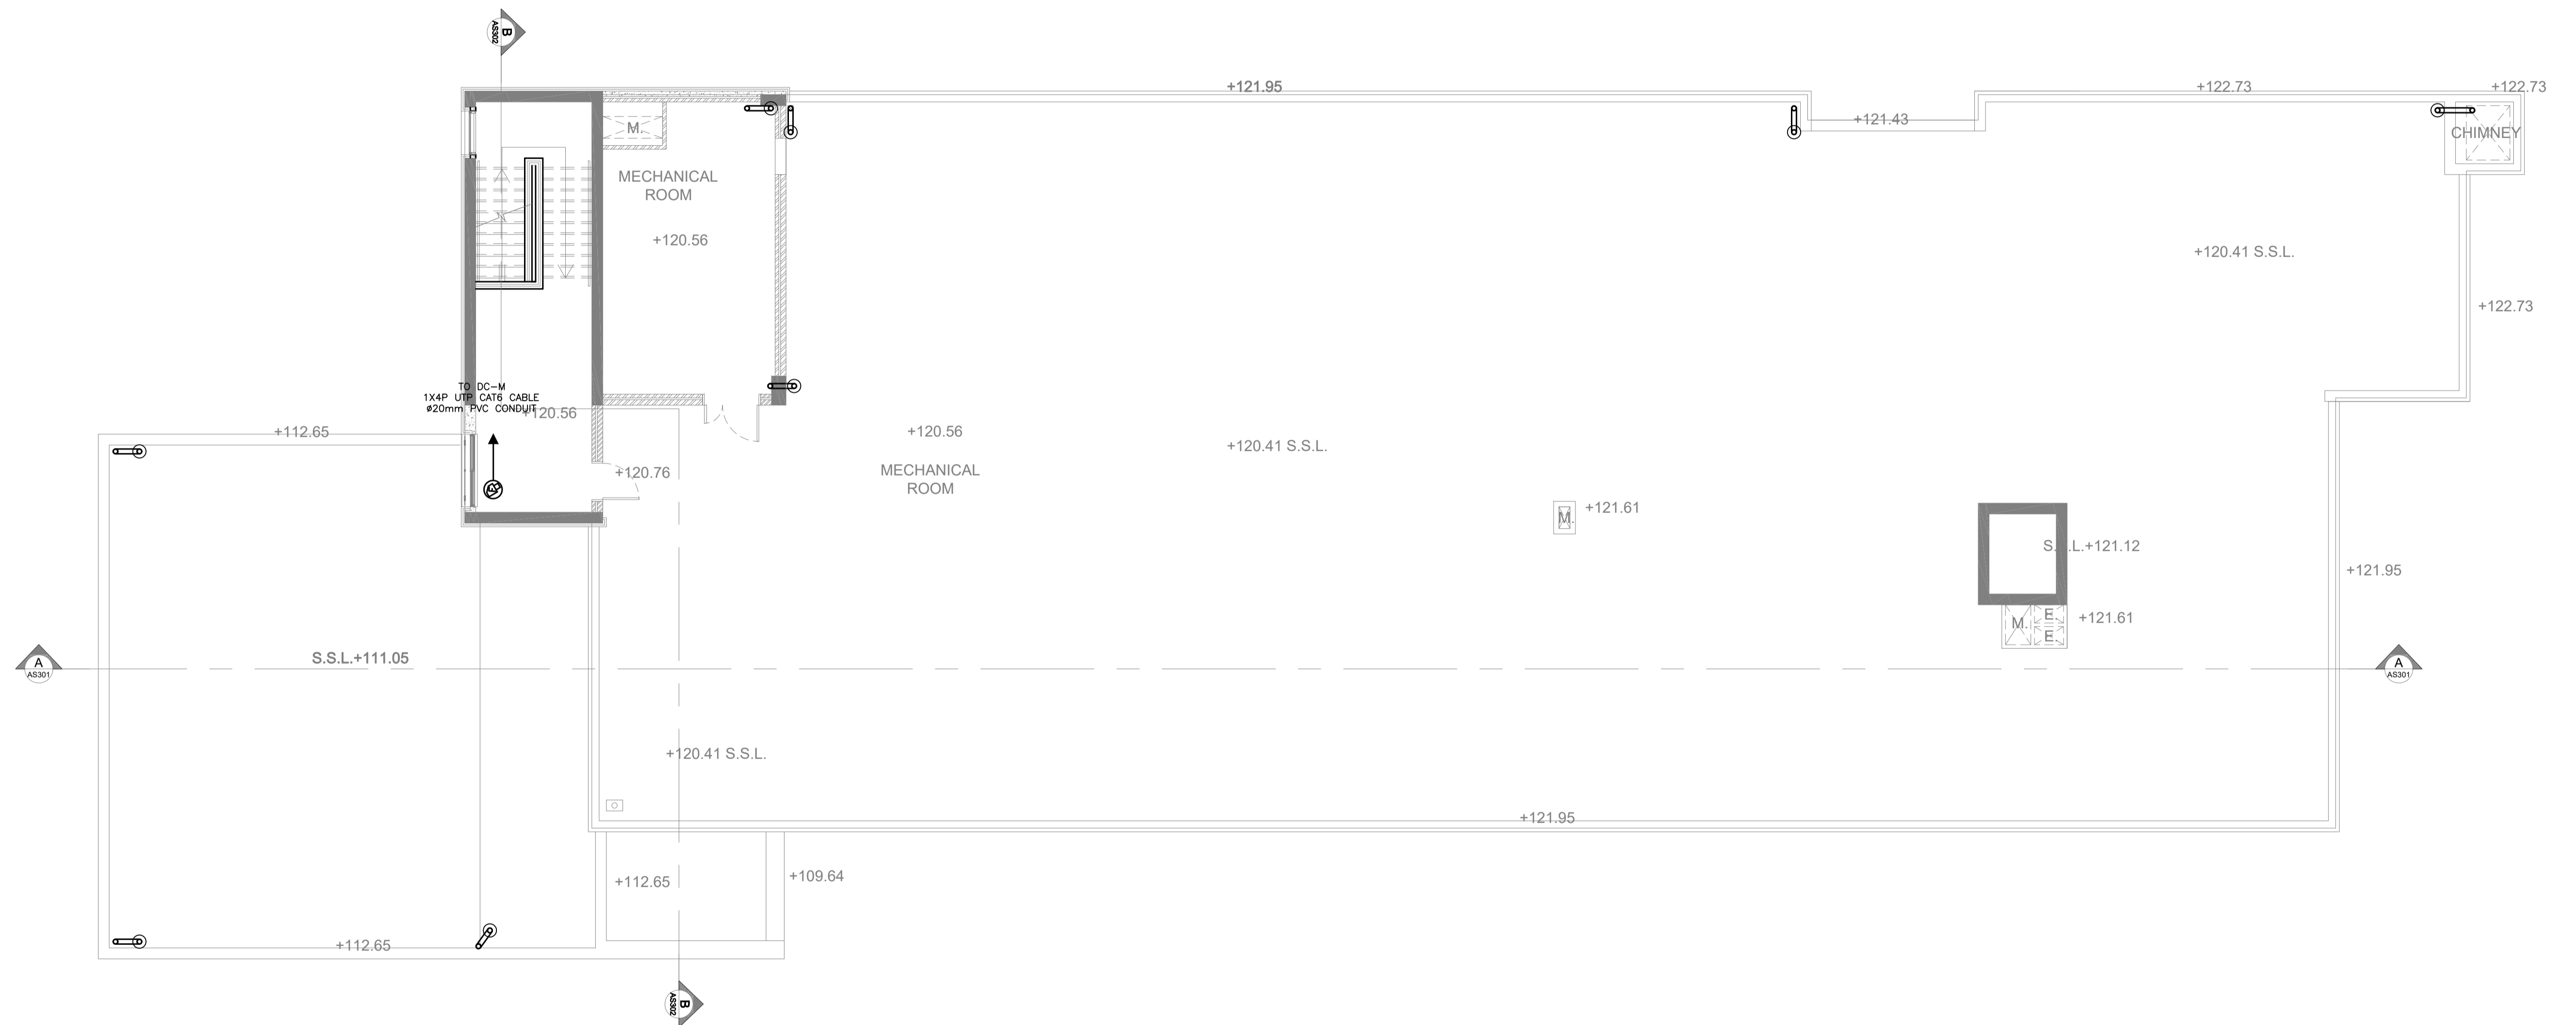 B
AS302
+121.95
+122.73
+122.73
+121.43
M.
CHIMNEY
MECHANICAL
ROOM
+120.56
+120.41 S.S.L.
+122.73
TO DC-M
1X4P UTP CAT6 CABLE
ø20mm PVC CONDUIT
+120.56
+112.65
+120.56
+120.41 S.S.L.
+120.76
MECHANICAL
ROOM
M.
+121.61
S.S.L.+121.12
+121.95
M.
E.
E.
+121.61
A
AS301
S.S.L.+111.05
A
AS301
+120.41 S.S.L.
+121.95
+112.65
+109.64
+112.65
B
AS302